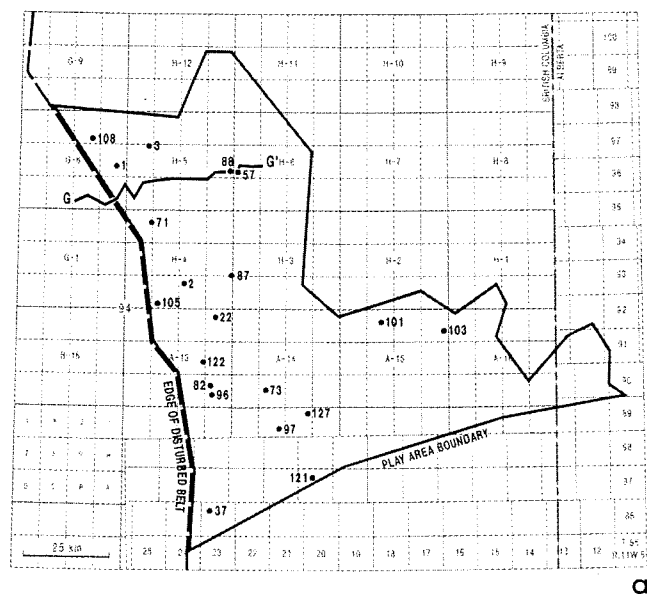 G-9 H-12 H-11 H-10 H-9 100
99
BRITISH COLUMBIA
ALBERTA
98
108 3 97
G-6 1 H-5 88 G' H-6 H-7 H-8
57 96
G
95
71
94
G-1 H-4 H-3 H-2 H-1
87 93
2
105
94 92
22 101 103
91
122
B-16 A-13 A-14 A-15 A-16
82 73 90
96
127 89
97
EDGE OF DISTURBED BELT
PLAY AREA BOUNDARY
88
121 87
37 86
25 km 25 24 23 22 21 20 19 18 17 16 15 14 13 12
a